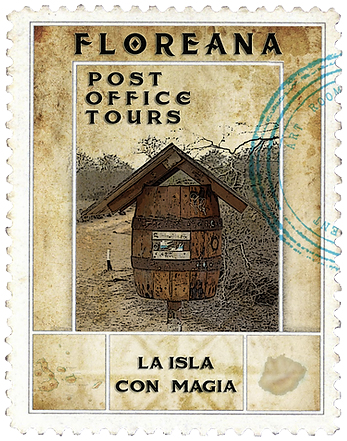 FLOREANA
POST
OFFICE
TOURS
LA ISLA
CON MAGIA